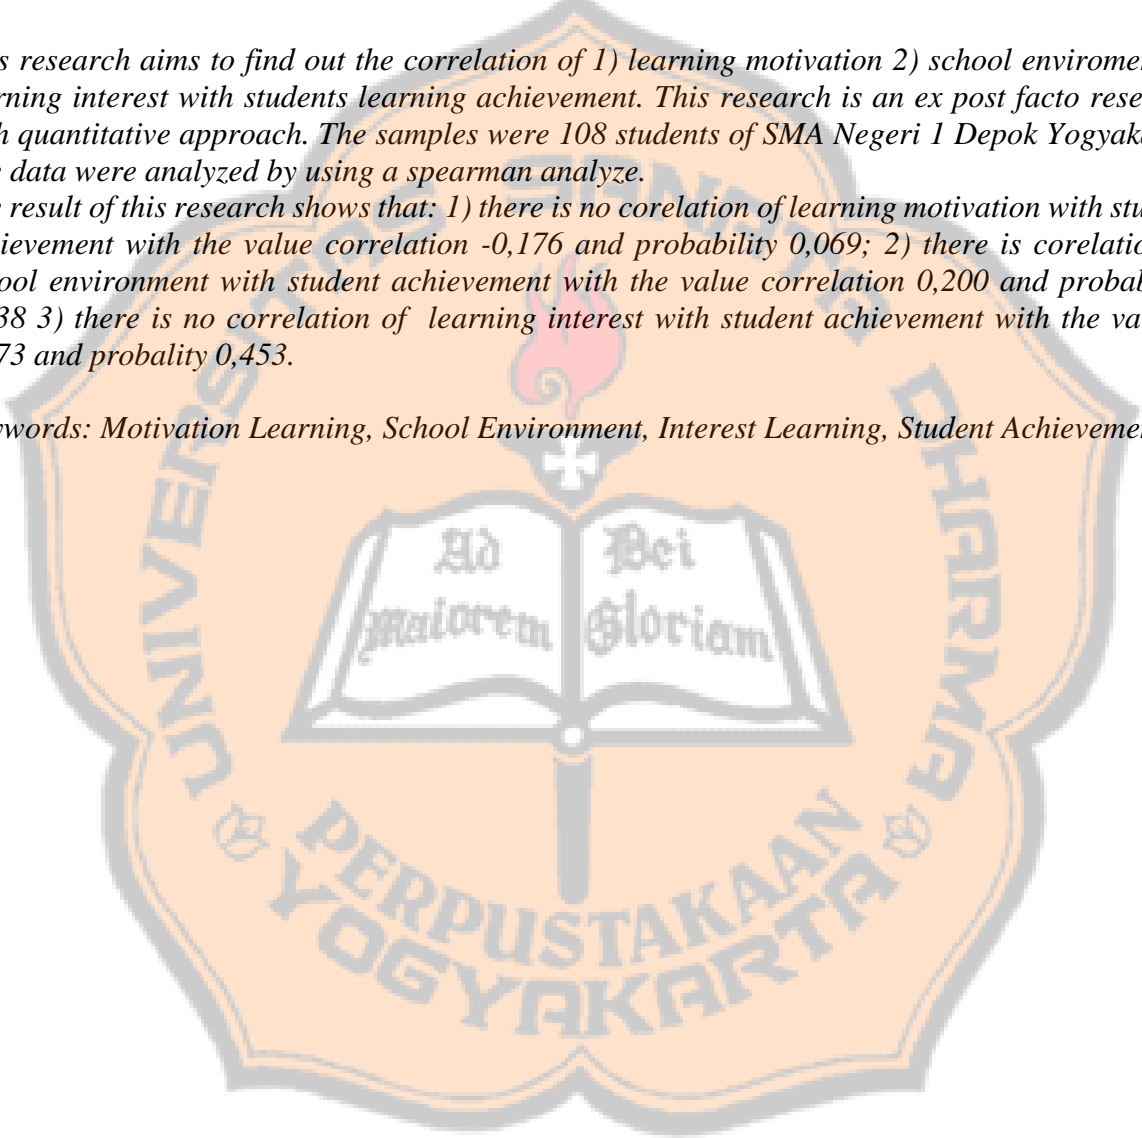 s research aims to find out the correlation of 1) learning motivation 2) school enviromen
rning interest with students learning achievement. This research is an ex post facto rese
h quantitative approach. The samples were 108 students of SMA Negeri 1 Depok Yogyaka
data were analyzed by using a spearman analyze.
result of this research shows that: 1) there is no corelation of learning motivation with stu
ievement with the value correlation -0,176 and probability 0,069; 2) there is corelatio
ool environment with student achievement with the value correlation 0,200 and probab
38 3) there is no correlation of learning interest with student achievement with the va
73 and probality 0,453.
words: Motivation Learning, School Environment, Interest Learning, Student Achievemen
UNIVERSITAS SANATA DHARMA
Ad Dei
maiorem Gloriam
PERPUSTAKAAN
YOGYAKARTA